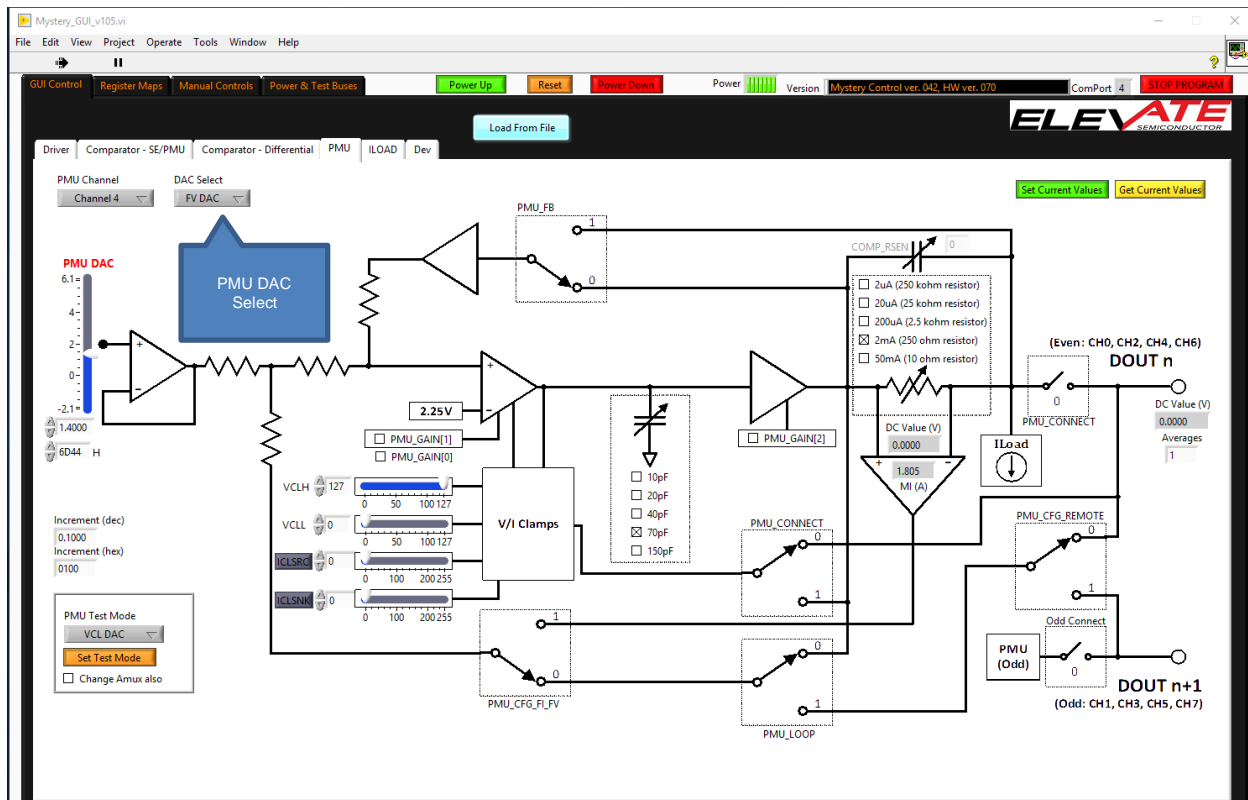 Mystery_GUI_v105.vi
File Edit View Project Operate Tools Window Help
GUI Control Register Maps Manual Controls Power & Test Buses Power Up Reset Power Down Power Version Mystery Control ver. 042, HW ver. 070 ComPort 4 STOP PROGRAM
Load From File
ELEVATE
SEMICONDUCTOR
Driver Comparator - SE/PMU Comparator - Differential PMU ILOAD Dev
PMU Channel DAC Select
Channel 4 FV DAC
Set Current Values Get Current Values
PMU_FB
1
0
COMP_RSEN 0
PMU DAC
Select
PMU DAC
6.1
4
2
0
-2.1
1.4000
6D44 H
2uA (250 kohm resistor)
20uA (25 kohm resistor)
200uA (2.5 kohm resistor)
2mA (250 ohm resistor)
50mA (10 ohm resistor)
(Even: CH0, CH2, CH4, CH6)
DOUT n
0
PMU_CONNECT
DC Value (V)
0.0000
Averages
1
+
-
+
-
2.25V
PMU_GAIN[1]
PMU_GAIN[0]
PMU_GAIN[2]
DC Value (V)
0.0000
+ -
1.805
MI (A)
ILoad
VCLH 127
0 50 100 127
VCLL 0
0 50 100 127
ICLSRC 0
0 100 200 255
ICLSNK 0
0 100 200 255
V/I Clamps
10pF
20pF
40pF
70pF
150pF
PMU_CONNECT
0
1
PMU_CFG_REMOTE
0
1
Increment (dec)
0.1000
Increment (hex)
0100
PMU Test Mode
VCL DAC
Set Test Mode
Change Amux also
1
0
PMU_CFG_FI_FV
0
1
PMU_LOOP
Odd Connect
PMU
(Odd)
0
DOUT n+1
(Odd: CH1, CH3, CH5, CH7)